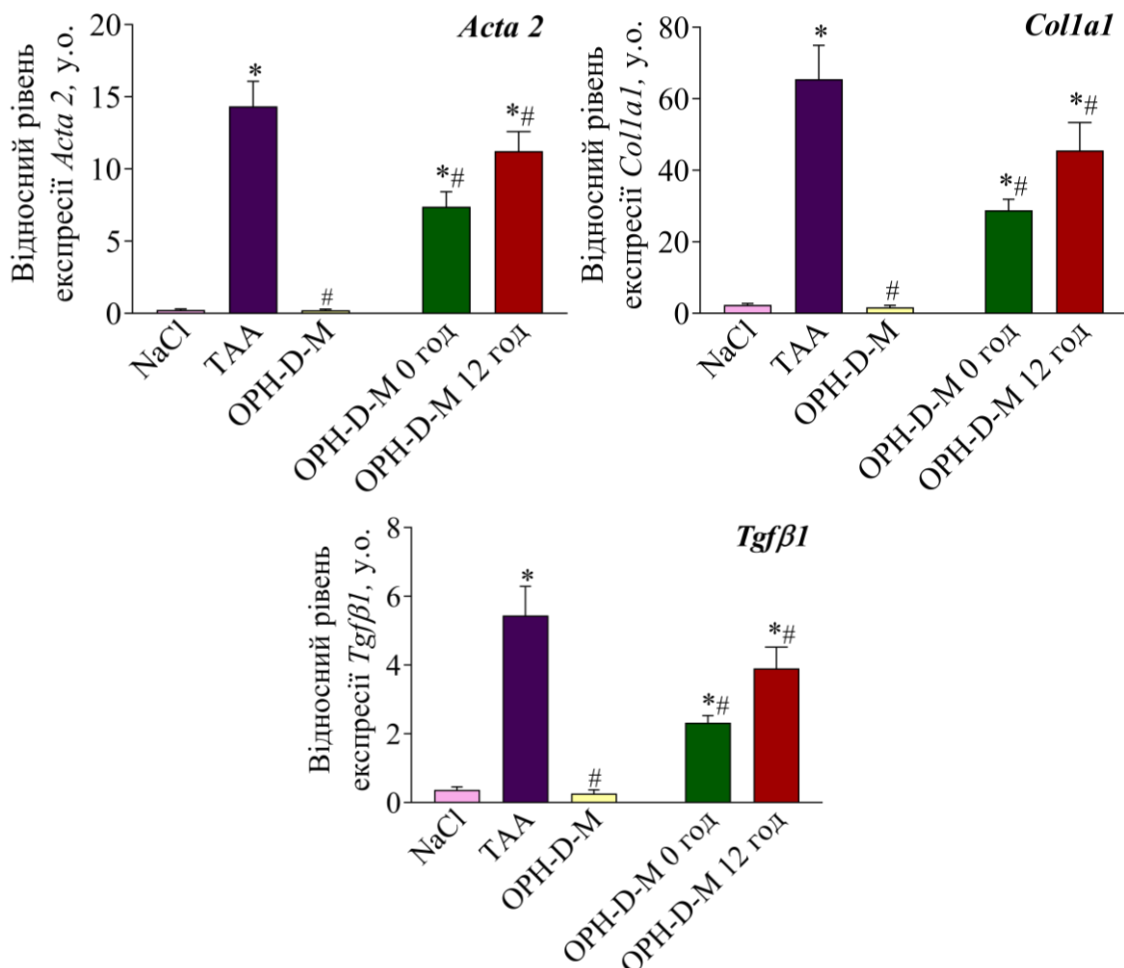 Acta 2
Відносний рівень
експресії Acta 2, у.о.
20
15
10
5
0
*
#
*#
*#
NaCl
TAA
OPH-D-M
OPH-D-M 0 год
OPH-D-M 12 год
Col1a1
Відносний рівень
експресії Col1a1, у.о.
80
60
40
20
0
*
#
*#
*#
NaCl
TAA
OPH-D-M
OPH-D-M 0 год
OPH-D-M 12 год
Tgfβ1
Відносний рівень
експресії Tgfβ1, у.о.
8
6
4
2
0
*
#
*#
*#
NaCl
TAA
OPH-D-M
OPH-D-M 0 год
OPH-D-M 12 год